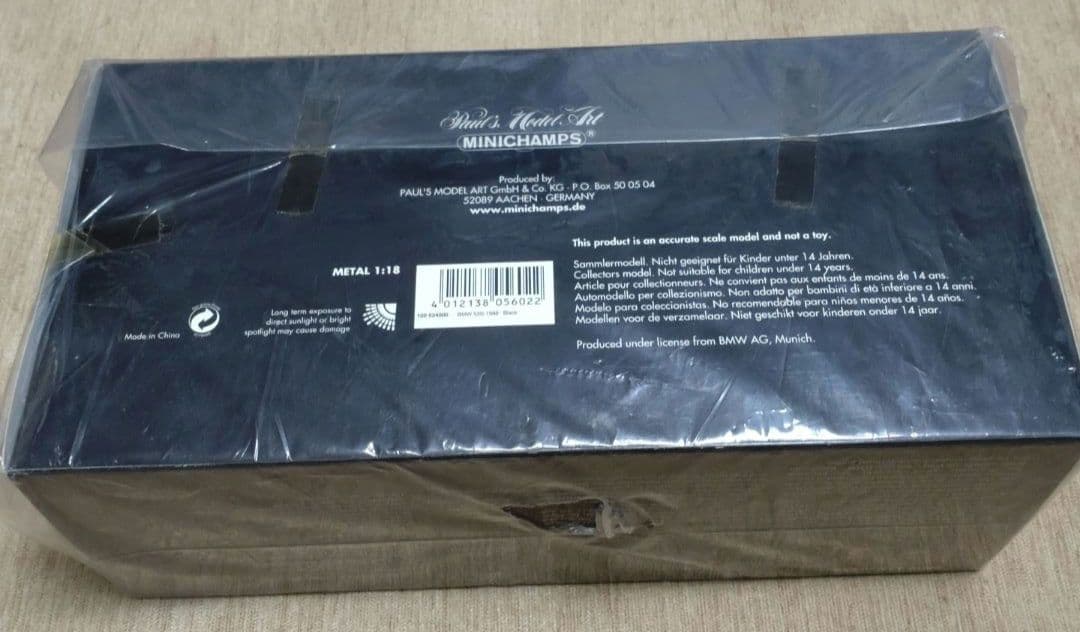 Paul's Model Art
MINICHAMPS®
Produced by:
PAUL'S MODEL ART GmbH & Co. KG · P.O. Box 50 05 04
52089 AACHEN · GERMANY
www.minichamps.de
This product is an accurate scale model and not a toy.
Sammlermodell. Nicht geeignet für Kinder unter 14 Jahren.
Collectors model. Not suitable for children under 14 years.
Article pour collectionneurs. Ne convient pas aux enfants de moins de 14 ans.
Automodello per collezionismo. Non adatto per bambini di età inferiore a 14 anni.
Modelo para coleccionistas. No recomendable para niños menores de 14 años.
Modellen voor de verzamelaar. Niet geschikt voor kinderen onder 14 jaar.
Produced under license from BMW AG, Munich.
METAL 1:18
4 012138 056022
BMW
Long term exposure to
direct sunlight or bright
spotlight may cause damage
Made in China